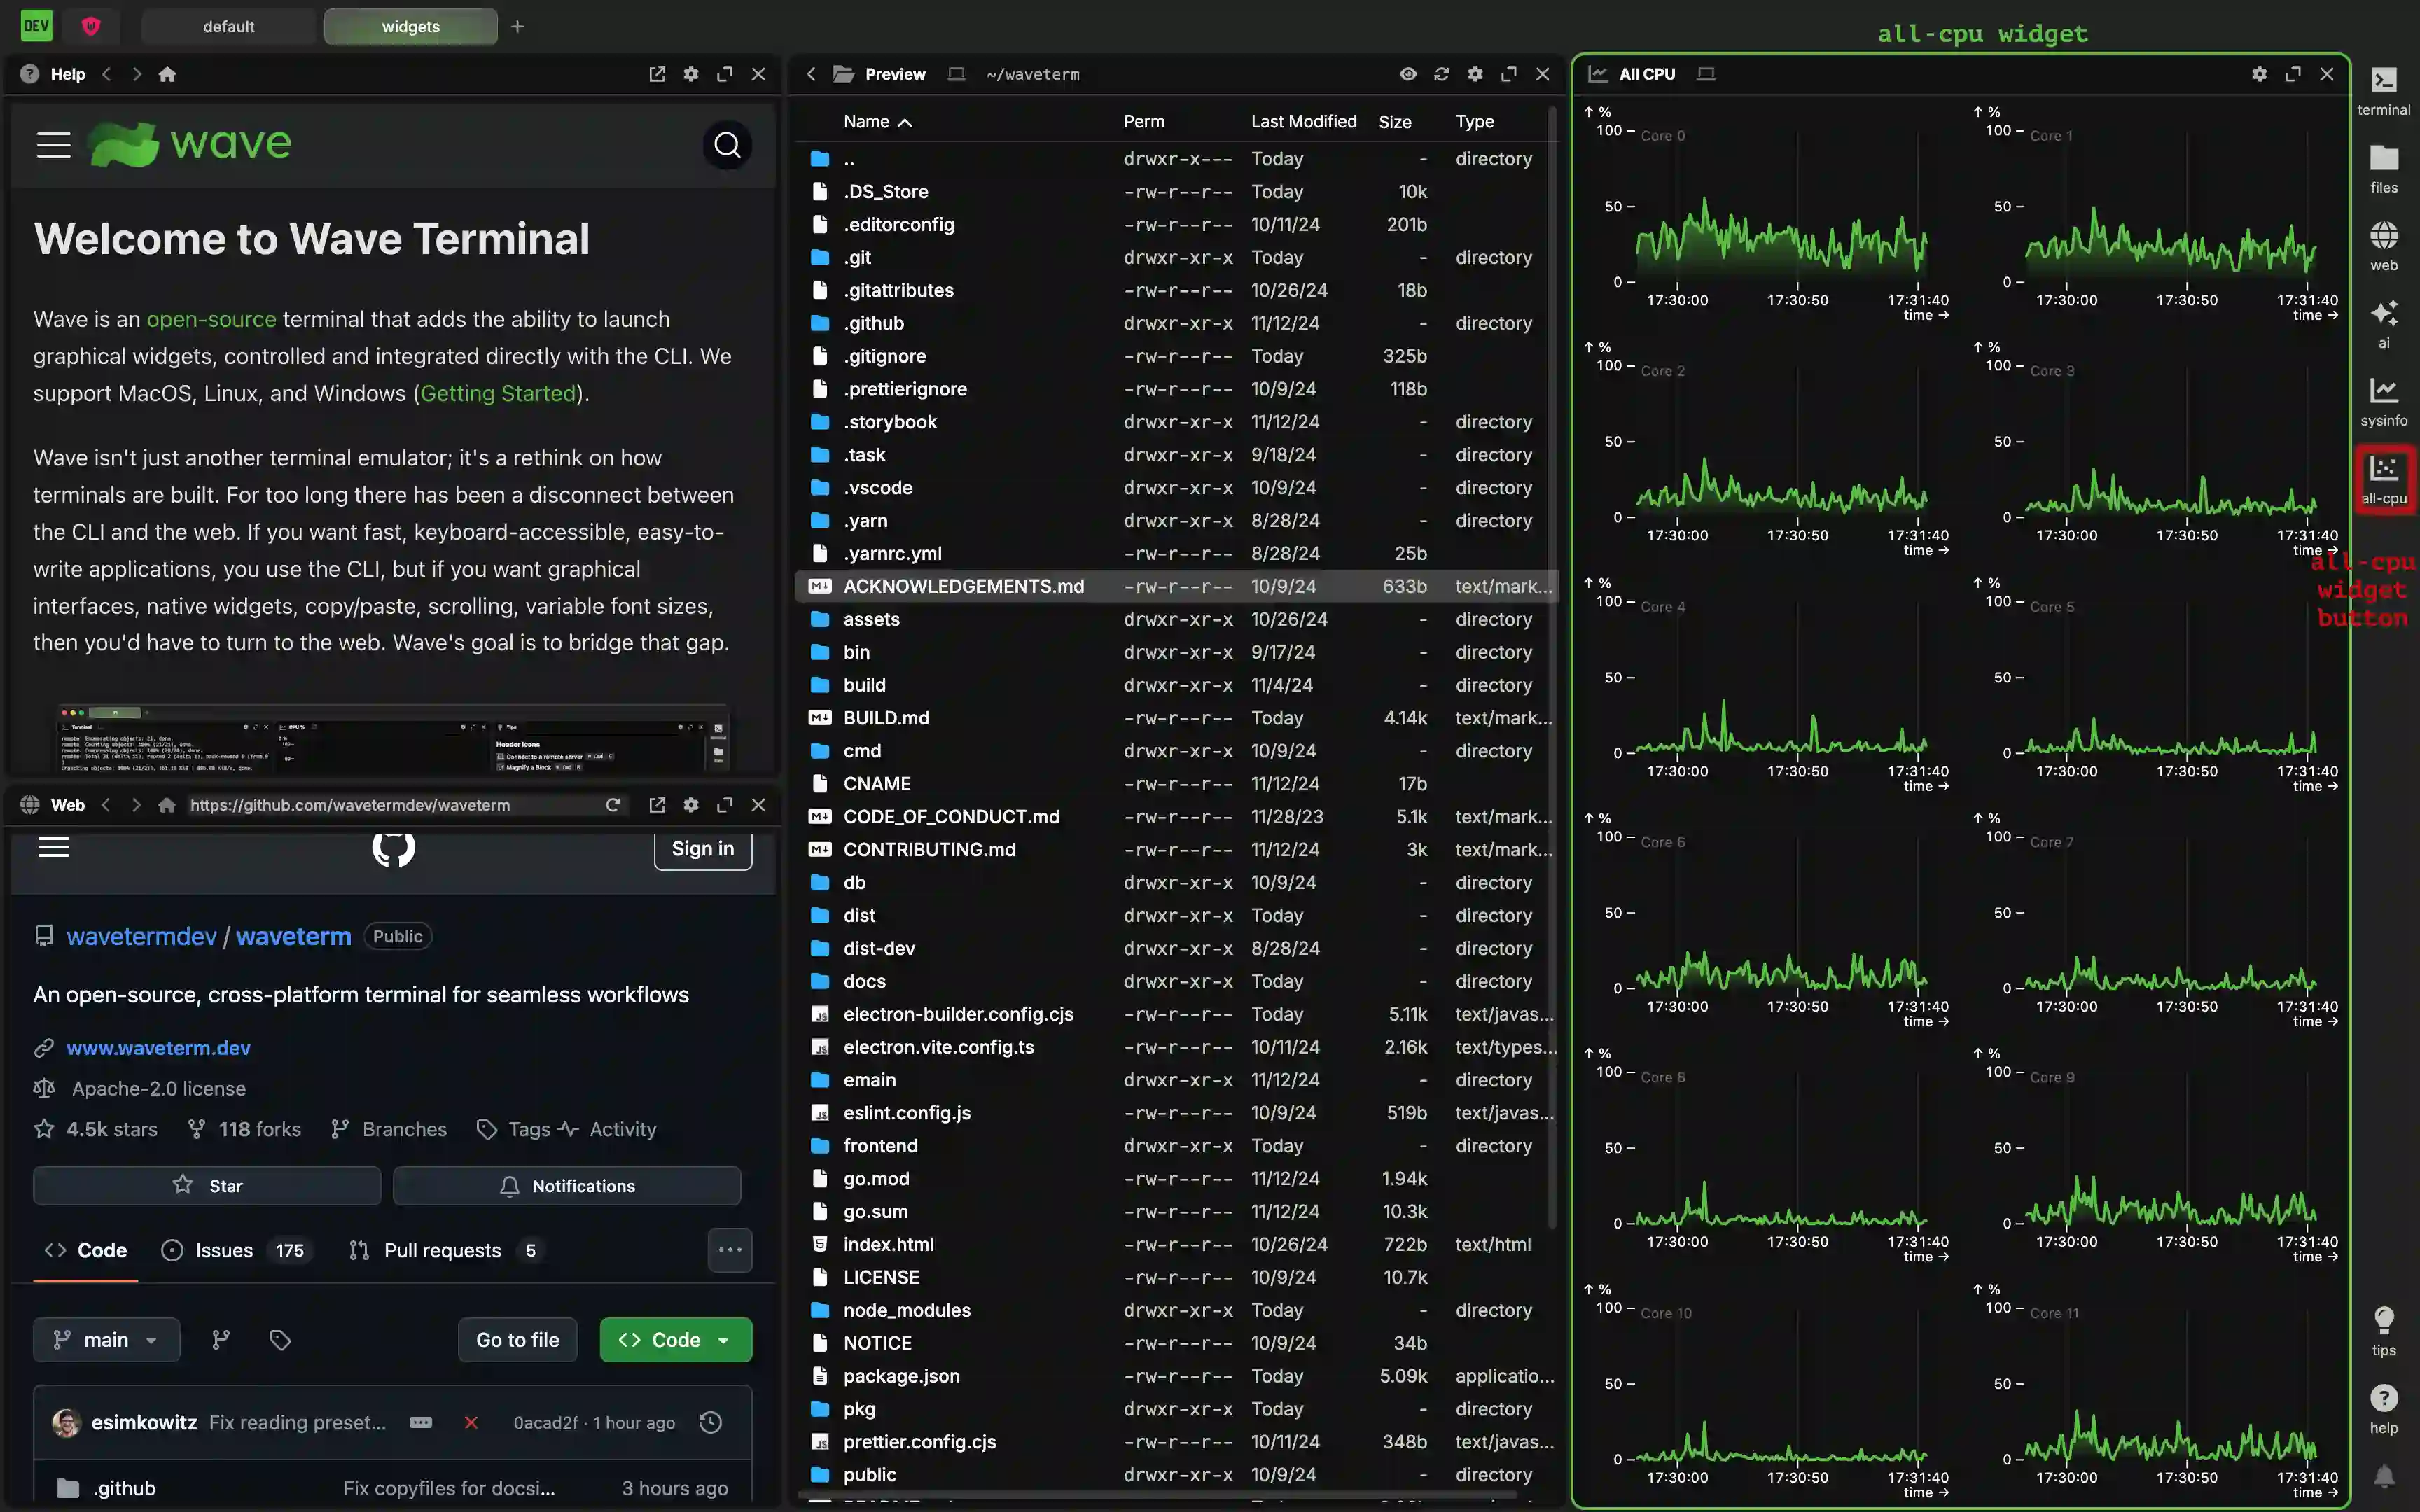 DEV
default
widgets
+
all-cpu widget
Help
wave
Welcome to Wave Terminal
Wave is an open-source terminal that adds the ability to launch
graphical widgets, controlled and integrated directly with the CLI. We
support MacOS, Linux, and Windows (Getting Started).
Wave isn't just another terminal emulator; it's a rethink on how
terminals are built. For too long there has been a disconnect between
the CLI and the web. If you want fast, keyboard-accessible, easy-to-
write applications, you use the CLI, but if you want graphical
interfaces, native widgets, copy/paste, scrolling, variable font sizes,
then you'd have to turn to the web. Wave's goal is to bridge that gap.
Web https://github.com/wavetermdev/waveterm
Sign in
wavetermdev / waveterm Public
An open-source, cross-platform terminal for seamless workflows
www.waveterm.dev
Apache-2.0 license
4.5k stars 118 forks Branches Tags Activity
Star Notifications
Code Issues 175 Pull requests 5 ...
main Go to file Code
esimkowitz Fix reading preset... 0acad2f · 1 hour ago
.github Fix copyfiles for docsi... 3 hours ago
Preview ~/waveterm
Name Perm Last Modified Size Type
.. drwxr-x--- Today - directory
.DS_Store -rw-r--r-- Today 10k
.editorconfig -rw-r--r-- 10/11/24 201b
.git drwxr-xr-x Today - directory
.gitattributes -rw-r--r-- 10/26/24 18b
.github drwxr-xr-x 11/12/24 - directory
.gitignore -rw-r--r-- Today 325b
.prettierignore -rw-r--r-- 10/9/24 118b
.storybook drwxr-xr-x 11/12/24 - directory
.task drwxr-xr-x 9/18/24 - directory
.vscode drwxr-xr-x 10/9/24 - directory
.yarn drwxr-xr-x 8/28/24 - directory
.yarnrc.yml -rw-r--r-- 8/28/24 25b
ACKNOWLEDGEMENTS.md -rw-r--r-- 10/9/24 633b text/mark...
assets drwxr-xr-x 10/26/24 - directory
bin drwxr-xr-x 9/17/24 - directory
build drwxr-xr-x 11/4/24 - directory
BUILD.md -rw-r--r-- Today 4.14k text/mark...
cmd drwxr-xr-x 10/9/24 - directory
CNAME -rw-r--r-- 11/12/24 17b
CODE_OF_CONDUCT.md -rw-r--r-- 11/28/23 5.1k text/mark...
CONTRIBUTING.md -rw-r--r-- 11/12/24 3k text/mark...
db drwxr-xr-x 10/9/24 - directory
dist drwxr-xr-x Today - directory
dist-dev drwxr-xr-x 8/28/24 - directory
docs drwxr-xr-x Today - directory
electron-builder.config.cjs -rw-r--r-- Today 5.11k text/javas...
electron.vite.config.ts -rw-r--r-- 10/11/24 2.16k text/types...
emain drwxr-xr-x 11/12/24 - directory
eslint.config.js -rw-r--r-- 10/9/24 519b text/javas...
frontend drwxr-xr-x Today - directory
go.mod -rw-r--r-- 11/12/24 1.94k
go.sum -rw-r--r-- 11/12/24 10.3k
index.html -rw-r--r-- 10/26/24 722b text/html
LICENSE -rw-r--r-- 10/9/24 10.7k
node_modules drwxr-xr-x Today - directory
NOTICE -rw-r--r-- 10/9/24 34b
package.json -rw-r--r-- Today 5.09k applicatio...
pkg drwxr-xr-x Today - directory
prettier.config.cjs -rw-r--r-- 10/11/24 348b text/javas...
public drwxr-xr-x 10/9/24 - directory
All CPU
↑ % ↑ %
100 Core 0 100 Core 1
50 50
0 0
17:30:00 17:30:50 17:31:40 17:30:00 17:30:50 17:31:40
time → time →
↑ % ↑ %
100 Core 2 100 Core 3
50 50
0 0
17:30:00 17:30:50 17:31:40 17:30:00 17:30:50 17:31:40
time → time →
↑ % ↑ %
100 Core 4 100 Core 5
50 50
0 0
17:30:00 17:30:50 17:31:40 17:30:00 17:30:50 17:31:40
time → time →
↑ % ↑ %
100 Core 6 100 Core 7
50 50
0 0
17:30:00 17:30:50 17:31:40 17:30:00 17:30:50 17:31:40
time → time →
↑ % ↑ %
100 Core 8 100 Core 9
50 50
0 0
17:30:00 17:30:50 17:31:40 17:30:00 17:30:50 17:31:40
time → time →
↑ % ↑ %
100 Core 10 100 Core 11
50 50
0 0
17:30:00 17:30:50 17:31:40 17:30:00 17:30:50 17:31:40
time → time →
terminal
files
web
ai
sysinfo
all-cpu
all-cpu
widget
button
tips
help